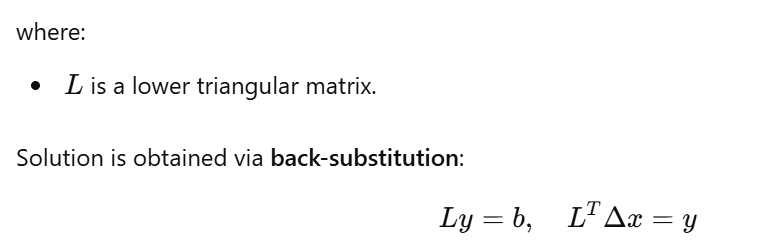 where:
• L is a lower triangular matrix.
Solution is obtained via back-substitution:
Ly = b, L^T Δx = y